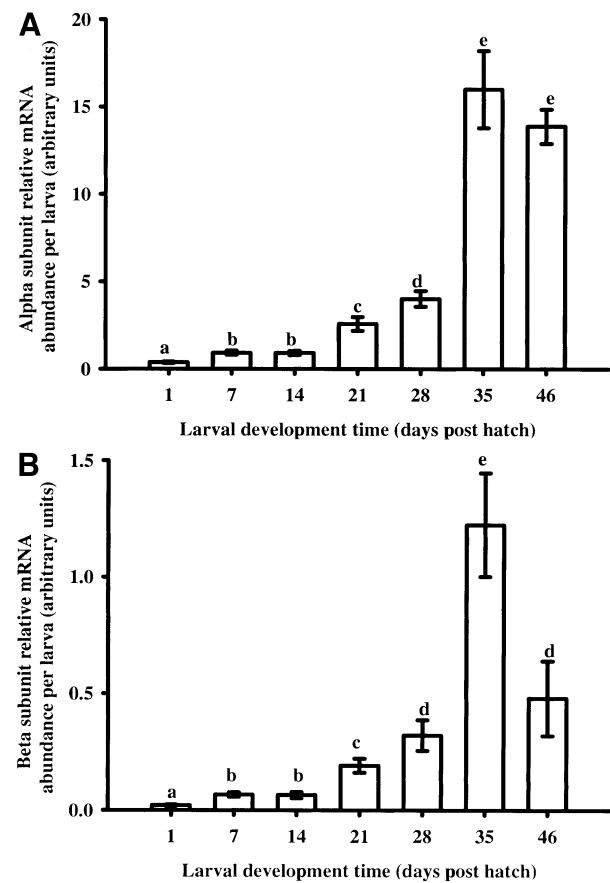 A
Alpha subunit relative mRNA
abundance per larva (arbitrary units)
20
15
10
5
0
a
b
b
c
d
e
e
1 7 14 21 28 35 46
Larval development time (days post hatch)
B
Beta subunit relative mRNA
abundance per larva (arbitrary units)
1.5
1.0
0.5
0.0
a
b
b
c
d
e
d
1 7 14 21 28 35 46
Larval development time (days post hatch)